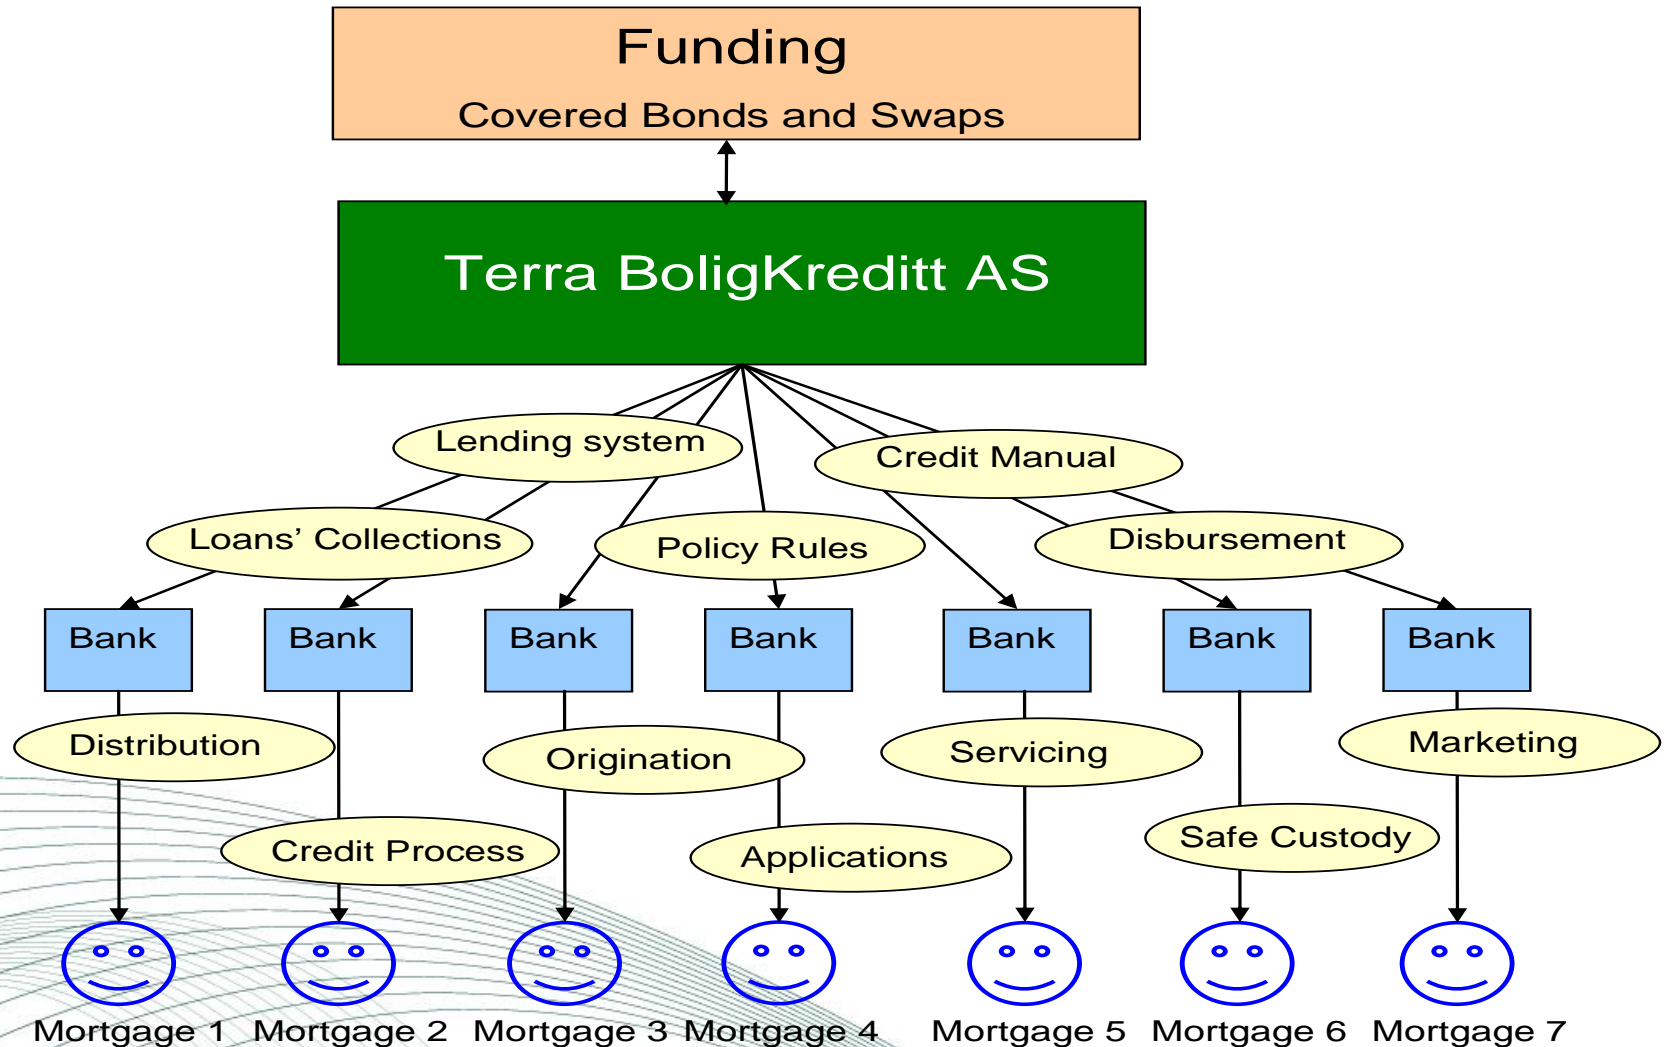 Funding
Covered Bonds and Swaps
Terra BoligKreditt AS
Lending system
Credit Manual
Loans’ Collections
Policy Rules
Disbursement
Bank
Bank
Bank
Bank
Bank
Bank
Bank
Distribution
Origination
Servicing
Marketing
Credit Process
Applications
Safe Custody
Mortgage 1
Mortgage 2
Mortgage 3
Mortgage 4
Mortgage 5
Mortgage 6
Mortgage 7